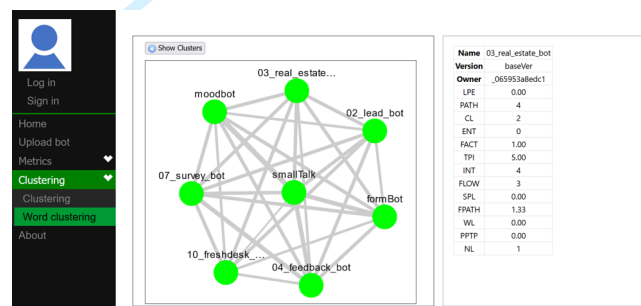 Log in
Sign in
Home
Upload bot
Metrics
Clustering
Clustering
Word clustering
About
Show Clusters
03_real_estate...
moodbot
02_lead_bot
07_survey_bot
smallTalk
formBot
10_freshdesk_...
04_feedback_bot
Name 03_real_estate_bot
Version baseVer
Owner _065953a8edc1
LPE 0.00
PATH 4
CL 2
ENT 0
FACT 1.00
TPI 5.00
INT 4
FLOW 3
SPL 0.00
FPATH 1.33
WL 0.00
PPTP 0.00
NL 1